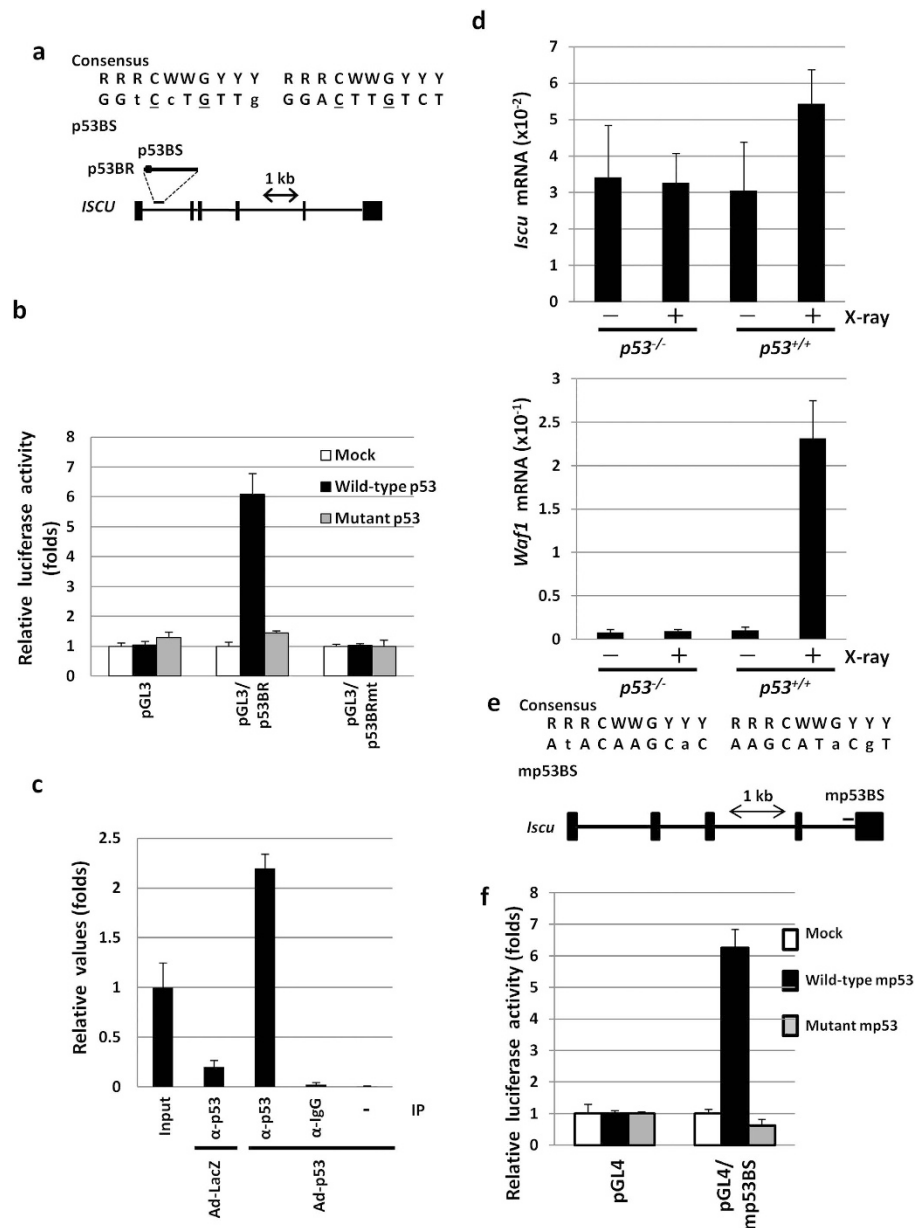 a
Consensus
R R R C W W G Y Y Y R R R C W W G Y Y Y
G G t C c T G T T g G G A C T T G T C T
p53BS
p53BS
p53BR
1 kb
ISCU
b
Relative luciferase activity
(folds)
8
7
6
5
4
3
2
1
0
Mock
Wild-type p53
Mutant p53
pGL3
pGL3/
p53BR
pGL3/
p53BRmt
c
Relative values (folds)
2.5
2
1.5
1
0.5
0
Input
α-p53
α-p53
α-IgG
-
IP
Ad-LacZ
Ad-p53
d
Iscu mRNA (x10-2)
7
6
5
4
3
2
1
0
— + — + X-ray
p53-/- p53+/+
Waf1 mRNA (x10-1)
3
2.5
2
1.5
1
0.5
0
— + — + X-ray
p53-/- p53+/+
e
Consensus
R R R C W W G Y Y Y R R R C W W G Y Y Y
A t A C A A G C a C A A G C A T a C g T
mp53BS
1 kb
mp53BS
Iscu
f
Relative luciferase activity (folds)
8
7
6
5
4
3
2
1
0
Mock
Wild-type mp53
Mutant mp53
pGL4
pGL4/
mp53BS